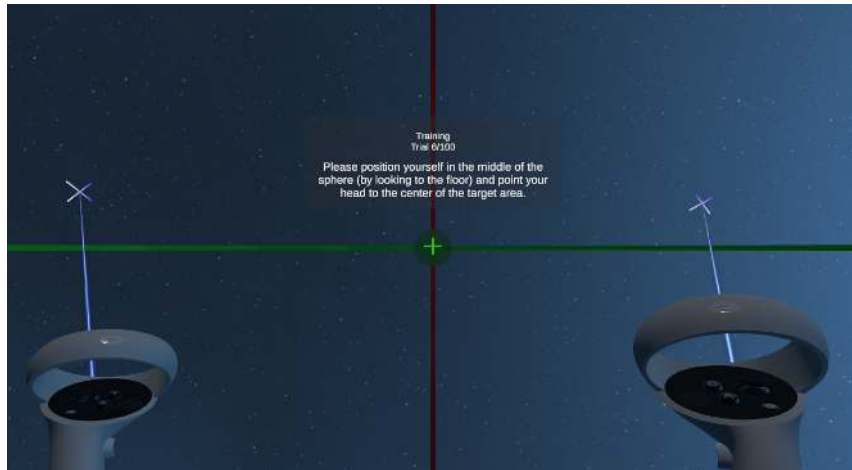 Training
Trial 6/100
Please position yourself in the middle of the
sphere (by looking to the floor) and point your
head to the center of the target area.